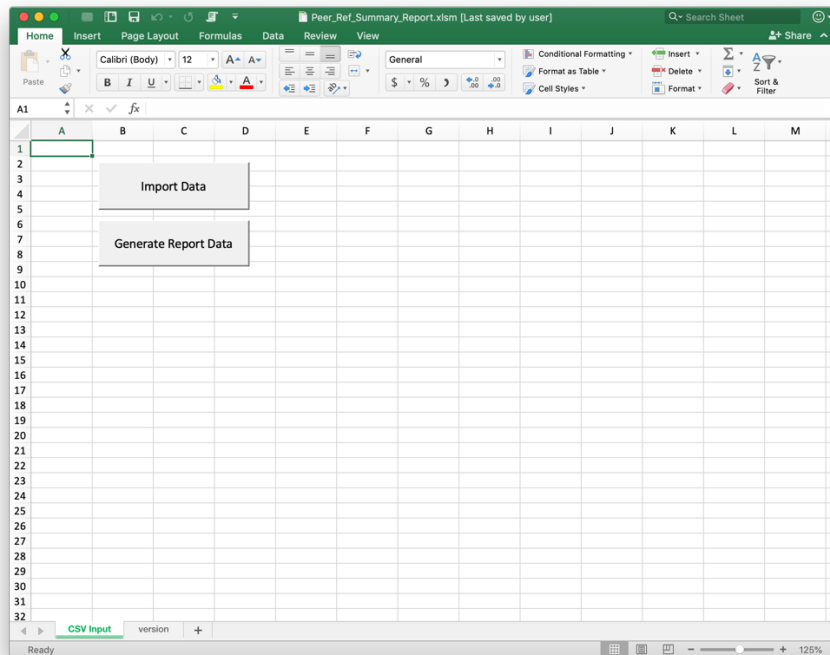 Peer_Ref_Summary_Report.xlsm [Last saved by user]
Search Sheet
Home Insert Page Layout Formulas Data Review View
Share
Paste
Calibri (Body) 12 A A
General
Conditional Formatting
Format as Table
Cell Styles
Insert
Delete
Format
Sort &
Filter
B I U A
$ % )
A1 fx
A B C D E F G H I J K L M
1
2
3
4
5
6
7
8
9
10
11
12
13
14
15
16
17
18
19
20
21
22
23
24
25
26
27
28
29
30
31
32
Import Data
Generate Report Data
CSV Input version +
Ready
125%